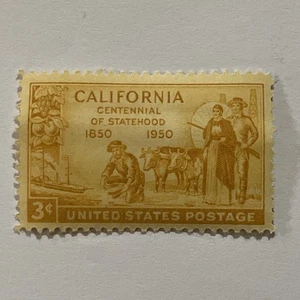 CALIFORNIA
CENTENNIAL
OF STATEHOOD
1850 1950
3¢ UNITED STATES POSTAGE